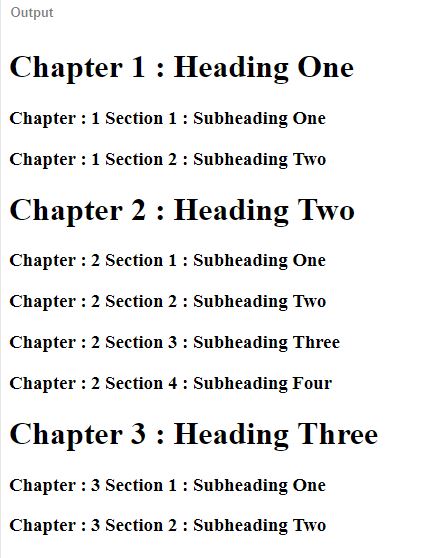 Output
Chapter 1 : Heading One
Chapter : 1 Section 1 : Subheading One
Chapter : 1 Section 2 : Subheading Two
Chapter 2 : Heading Two
Chapter : 2 Section 1 : Subheading One
Chapter : 2 Section 2 : Subheading Two
Chapter : 2 Section 3 : Subheading Three
Chapter : 2 Section 4 : Subheading Four
Chapter 3 : Heading Three
Chapter : 3 Section 1 : Subheading One
Chapter : 3 Section 2 : Subheading Two